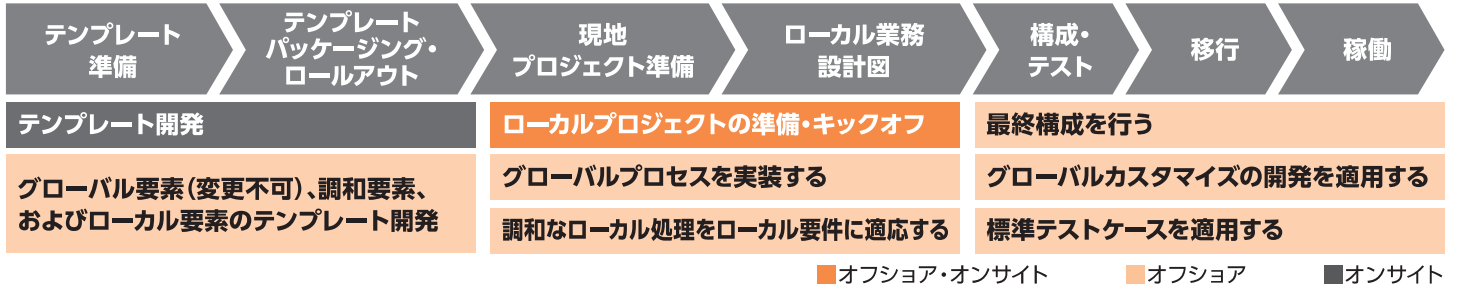 テンプレート
準備
テンプレート
パッケージング・
ロールアウト
現地
プロジェクト準備
ローカル業務
設計図
構成・
テスト
移行
稼働
テンプレート開発
グローバル要素（変更不可）、調和要素、
およびローカル要素のテンプレート開発
ローカルプロジェクトの準備・キックオフ
グローバルプロセスを実装する
調和なローカル処理をローカル要件に適応する
最終構成を行う
グローバルカスタマイズの開発を適用する
標準テストケースを適用する
オフショア・オンサイト
オフショア
オンサイト